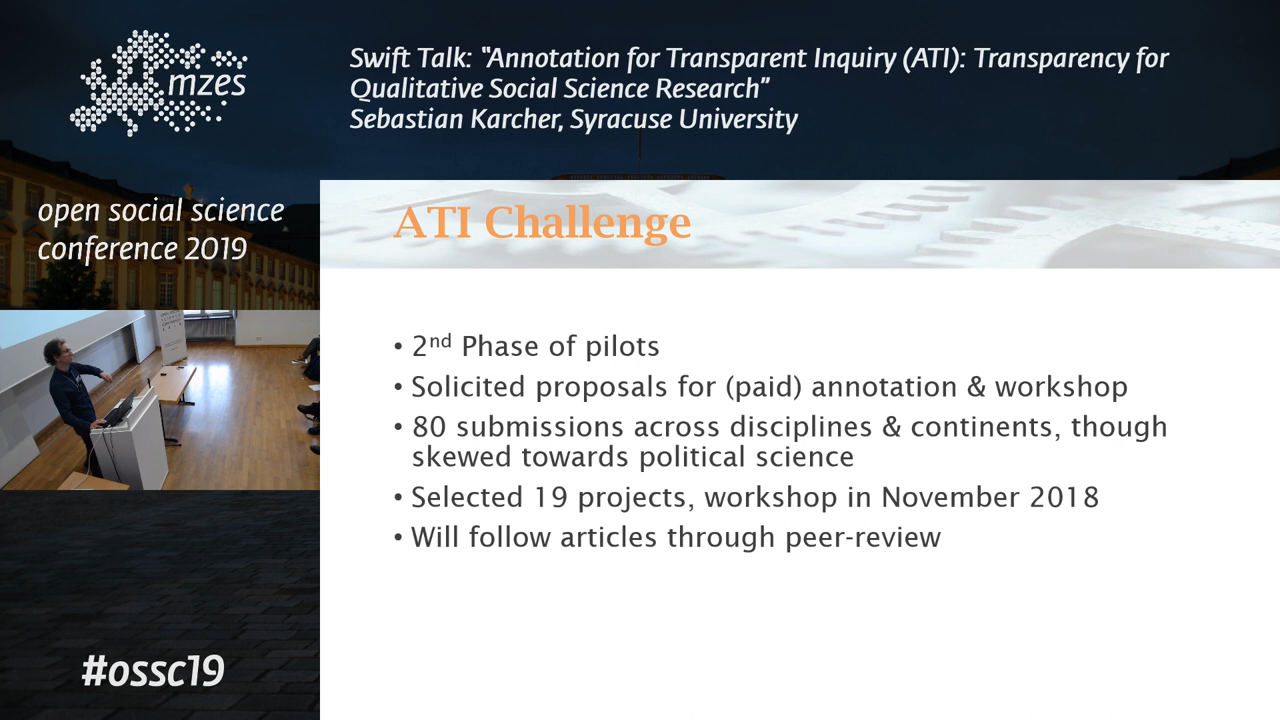 mzes
Swift Talk: "Annotation for Transparent Inquiry (ATI): Transparency for
Qualitative Social Science Research"
Sebastian Karcher, Syracuse University
open social science
conference 2019
ATI Challenge
• 2nd Phase of pilots
• Solicited proposals for (paid) annotation & workshop
• 80 submissions across disciplines & continents, though
skewed towards political science
• Selected 19 projects, workshop in November 2018
• Will follow articles through peer-review
#ossc19